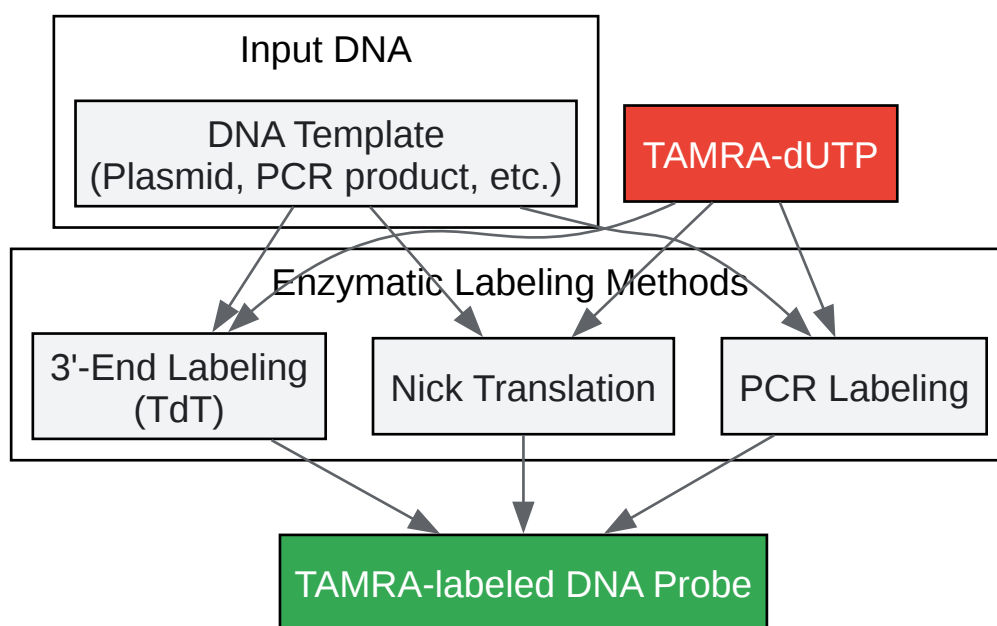 Input DNA
DNA Template
(Plasmid, PCR product, etc.)
TAMRA-dUTP
Enzymatic Labeling Methods
3'-End Labeling
(TdT)
Nick Translation
PCR Labeling
TAMRA-labeled DNA Probe